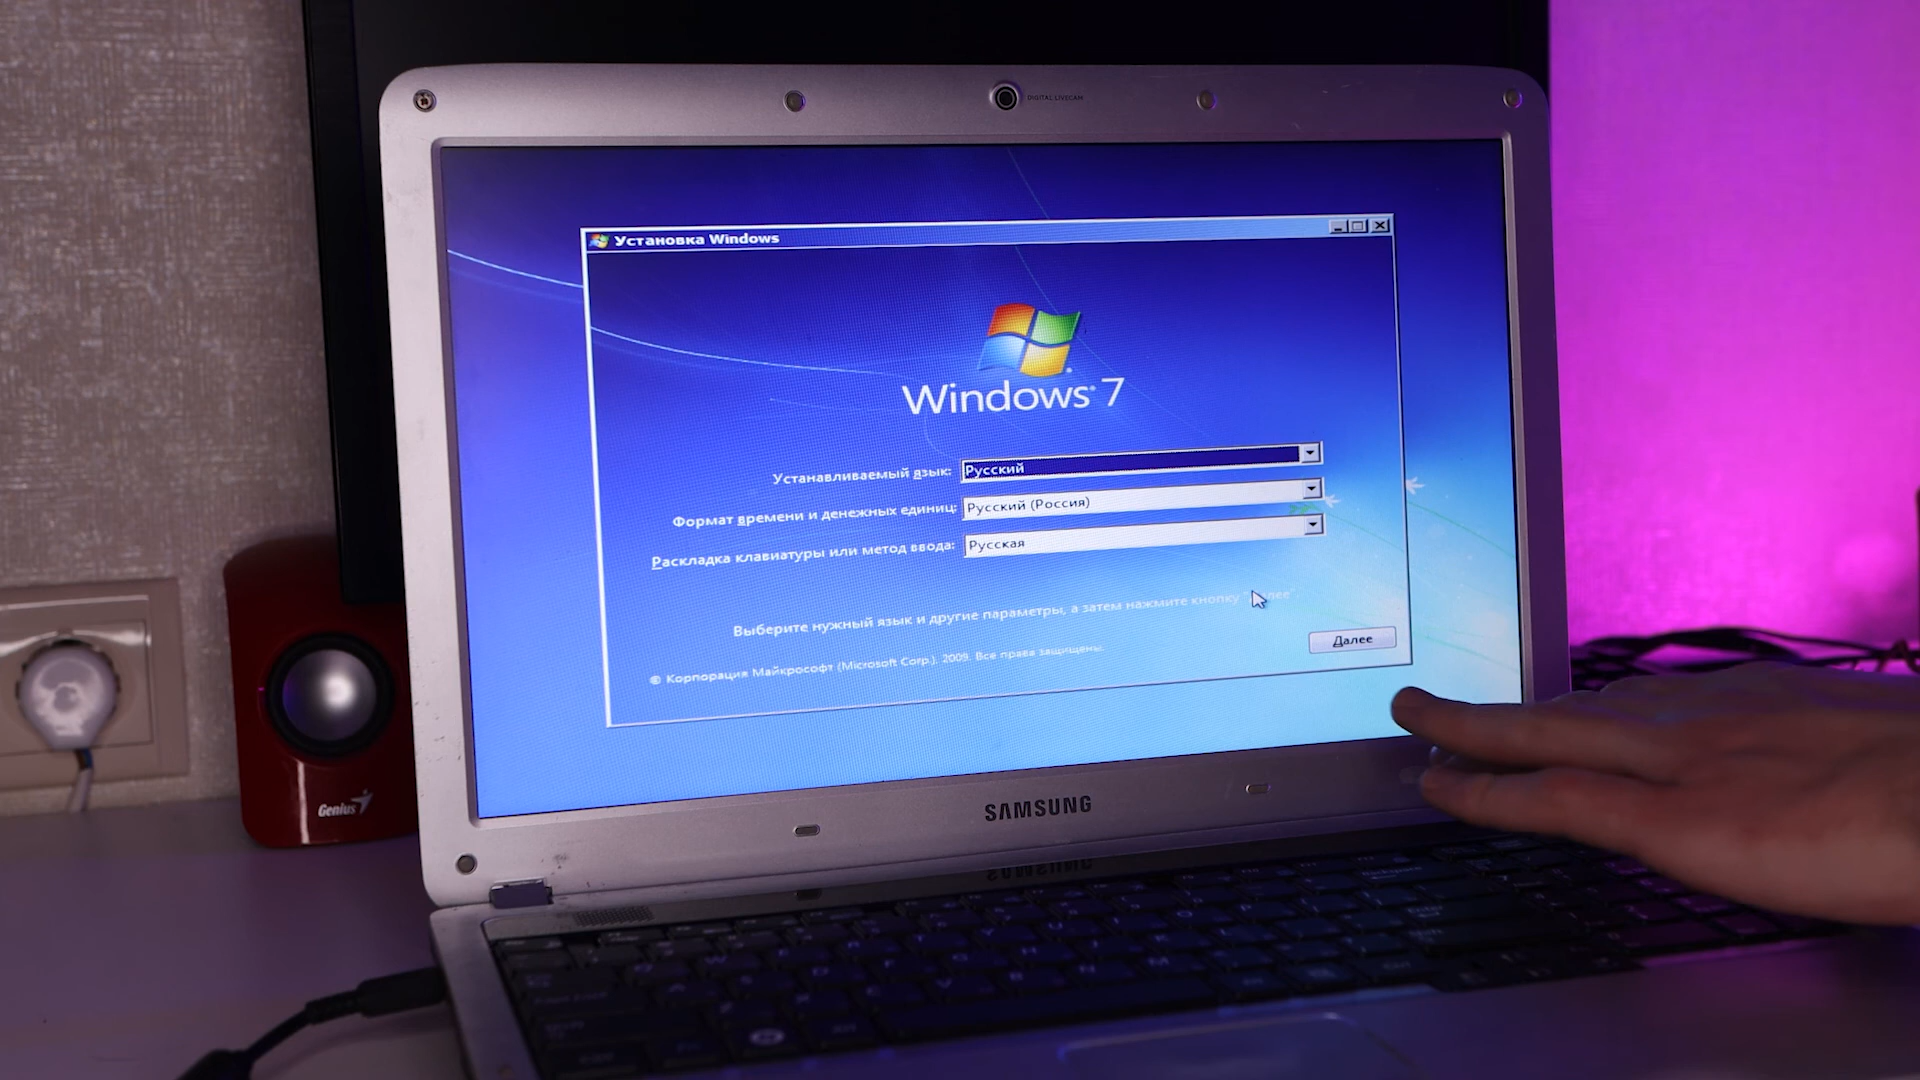 DIGITAL LIVECAM
Установка Windows
Windows 7
Устанавливаемый язык: Русский
Формат времени и денежных единиц: Русский (Россия)
Раскладка клавиатуры или метод ввода: Русская
Выберите нужный язык и другие параметры, а затем нажмите кнопку
Далее
© Корпорация Майкрософт (Microsoft Corp.), 2009. Все права защищены.
Genius
SAMSUNG